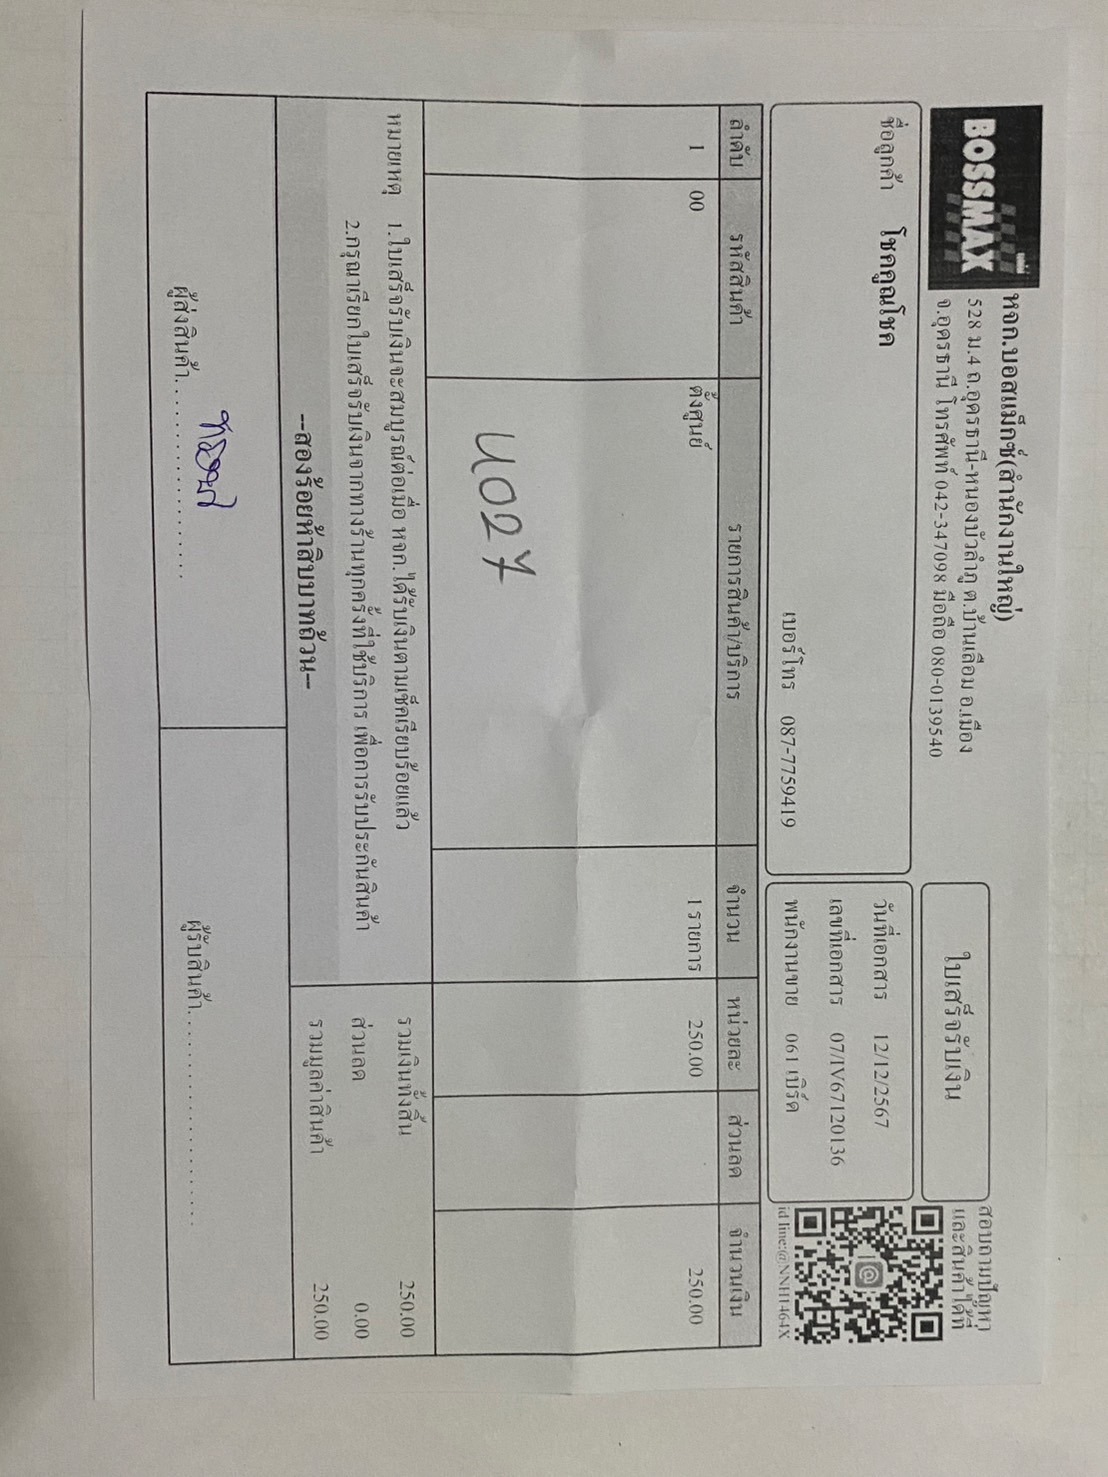 BOSSMAX
หจก.บอสแม็กซ์(สำนักงานใหญ่)
528 ม.4 ถ.อุดรธานี-หนองบัวลำภู ต.บ้านเลื่อม อ.เมือง
จ.อุดรธานี โทรศัพท์ 042-347098 มือถือ 080-0139540
ใบเสร็จรับเงิน
สอบถามปัญหา
และสินค้าได้ที่
id line:@NNH1464X
ชื่อลูกค้า โชคคูณโชค
เบอร์โทร 087-7759419
วันที่เอกสาร 12/12/2567
เลขที่เอกสาร 07/IV67120136
พนักงานขาย 061 เบิร์ด
ลำดับ รหัสสินค้า รายการสินค้า/บริการ จำนวน หน่วยละ ส่วนลด จำนวนเงิน
1 00 ตั้งศูนย์ 1 รายการ 250.00 250.00
น027
หมายเหตุ 1.ใบเสร็จรับเงินจะสมบูรณ์ต่อเมื่อ หจก.ได้รับเงินตามเช็คเรียบร้อยแล้ว
2.กรุณาเรียกใบเสร็จรับเงินจากทางร้านทุกครั้งที่ใช้บริการ เพื่อการรับประกันสินค้า
--สองร้อยห้าสิบบาทถ้วน--
รวมเงินทั้งสิ้น 250.00
ส่วนลด 0.00
รวมมูลค่าสินค้า 250.00
ผู้ส่งสินค้า..............................
ผู้รับสินค้า..............................